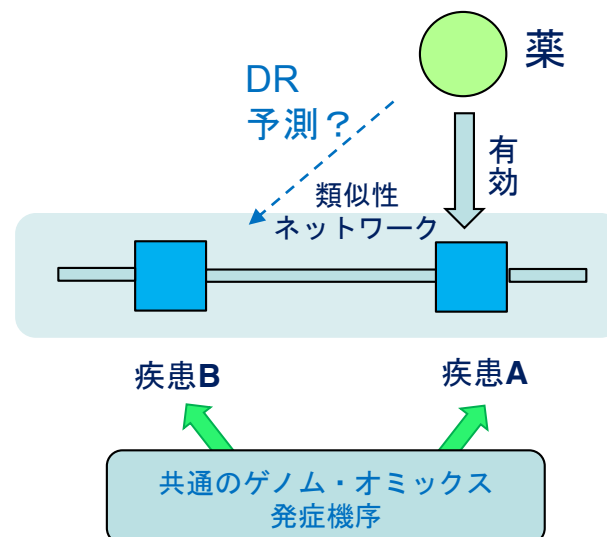 薬
DR
予測？
有効
類似性
ネットワーク
疾患B
疾患A
共通のゲノム・オミックス
発症機序